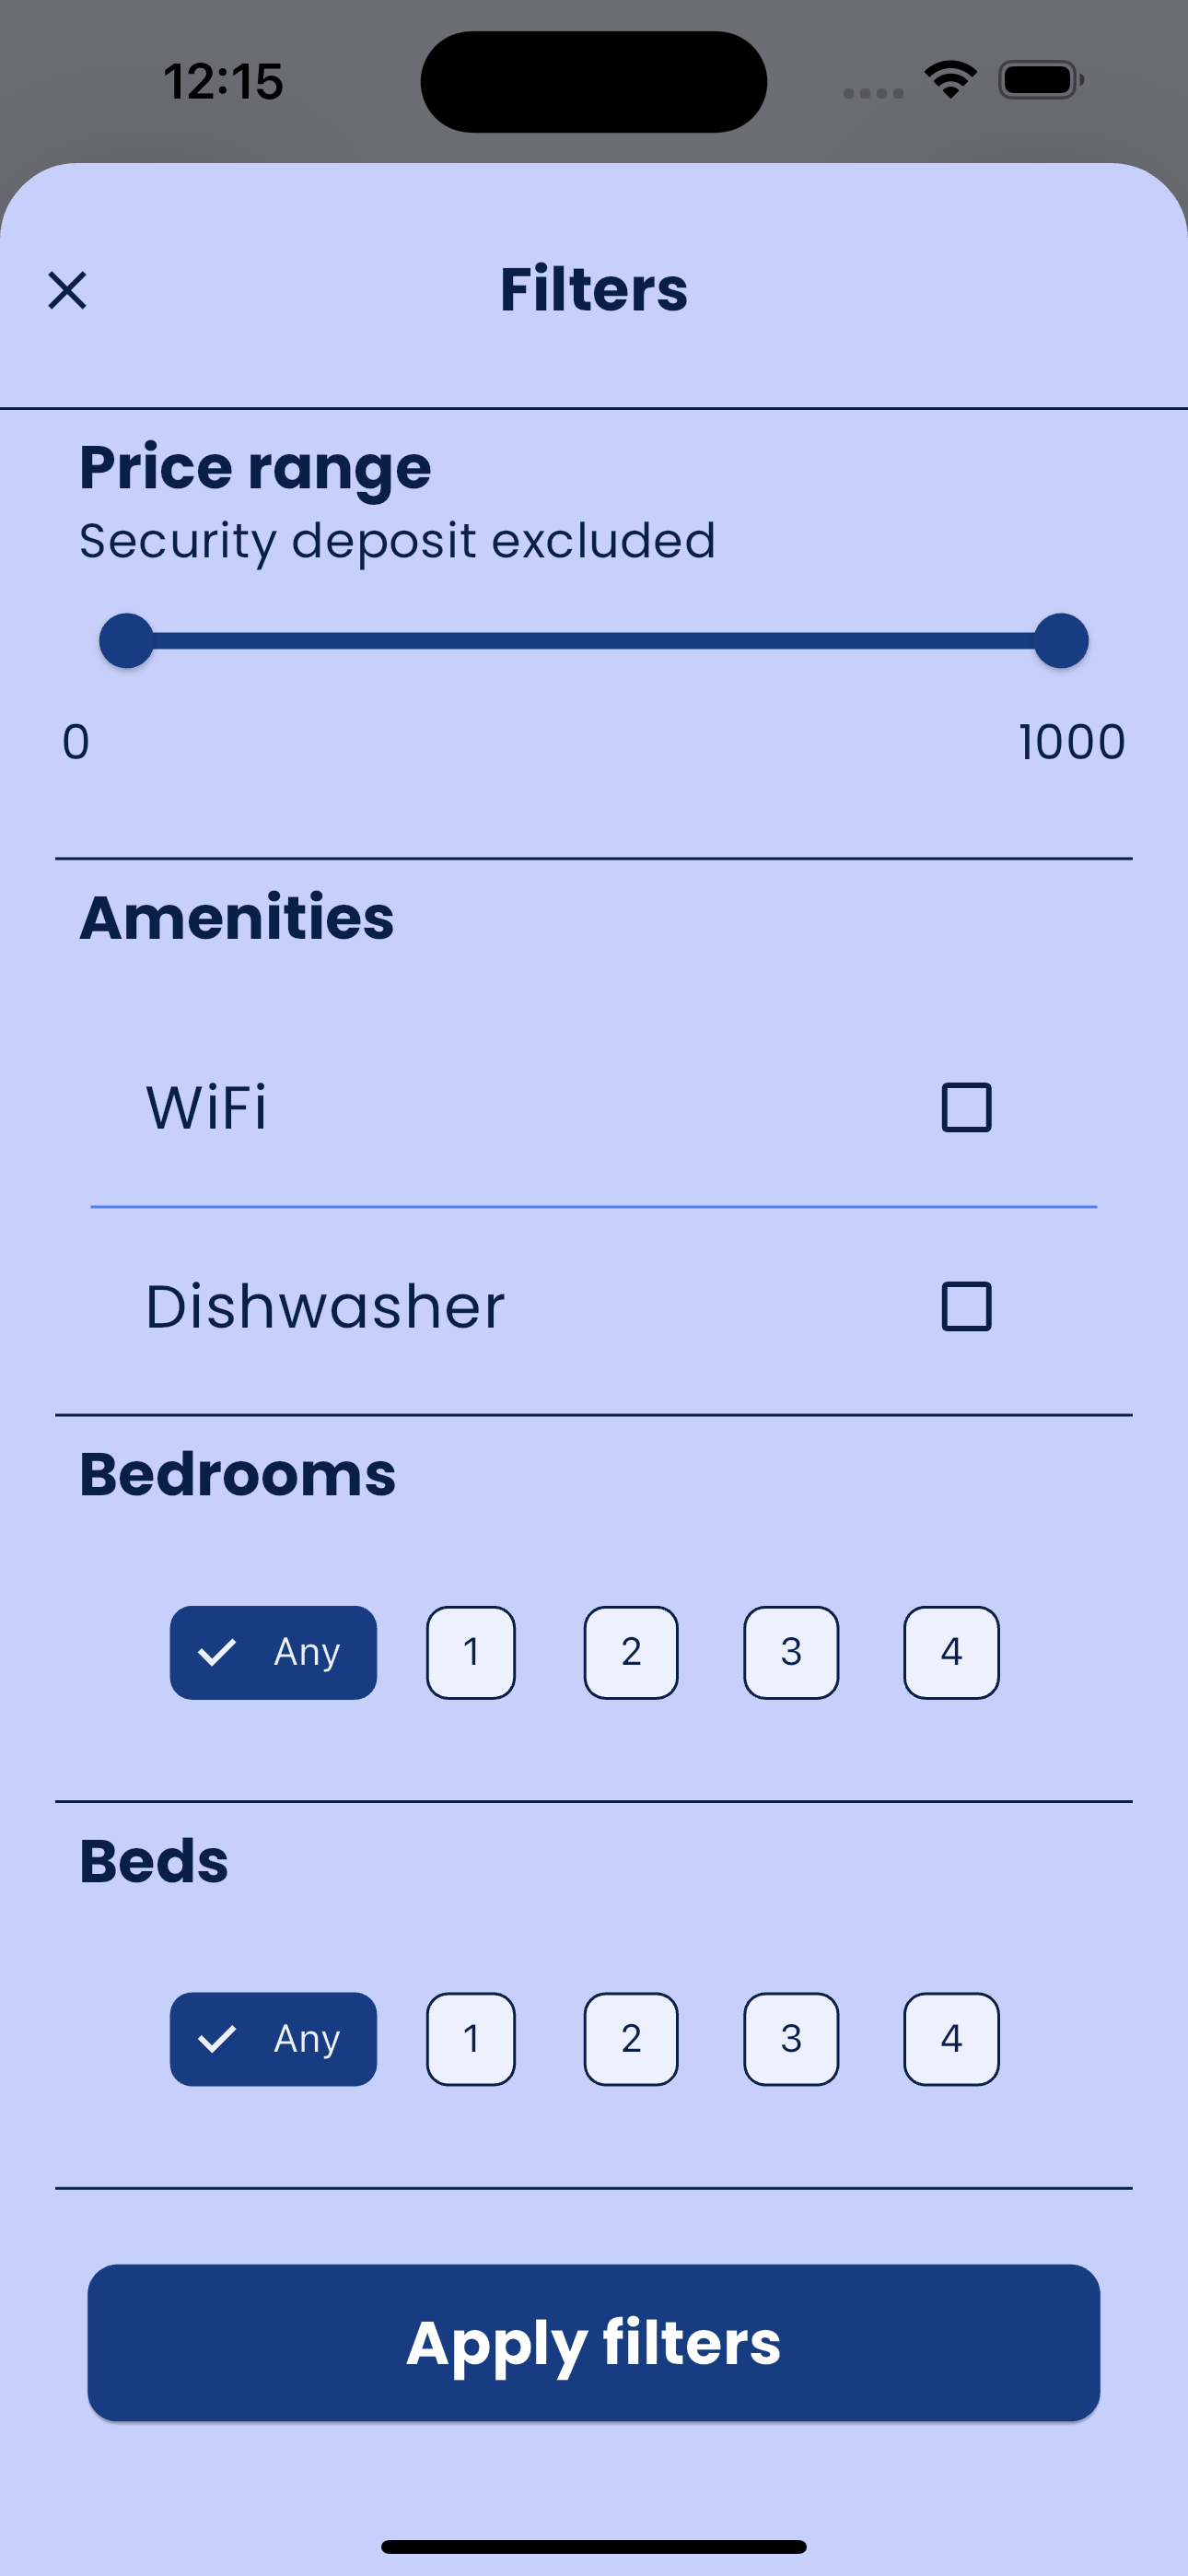 12:15
Filters
Price range
Security deposit excluded
0 1000
Amenities
WiFi
Dishwasher
Bedrooms
Any 1 2 3 4
Beds
Any 1 2 3 4
Apply filters